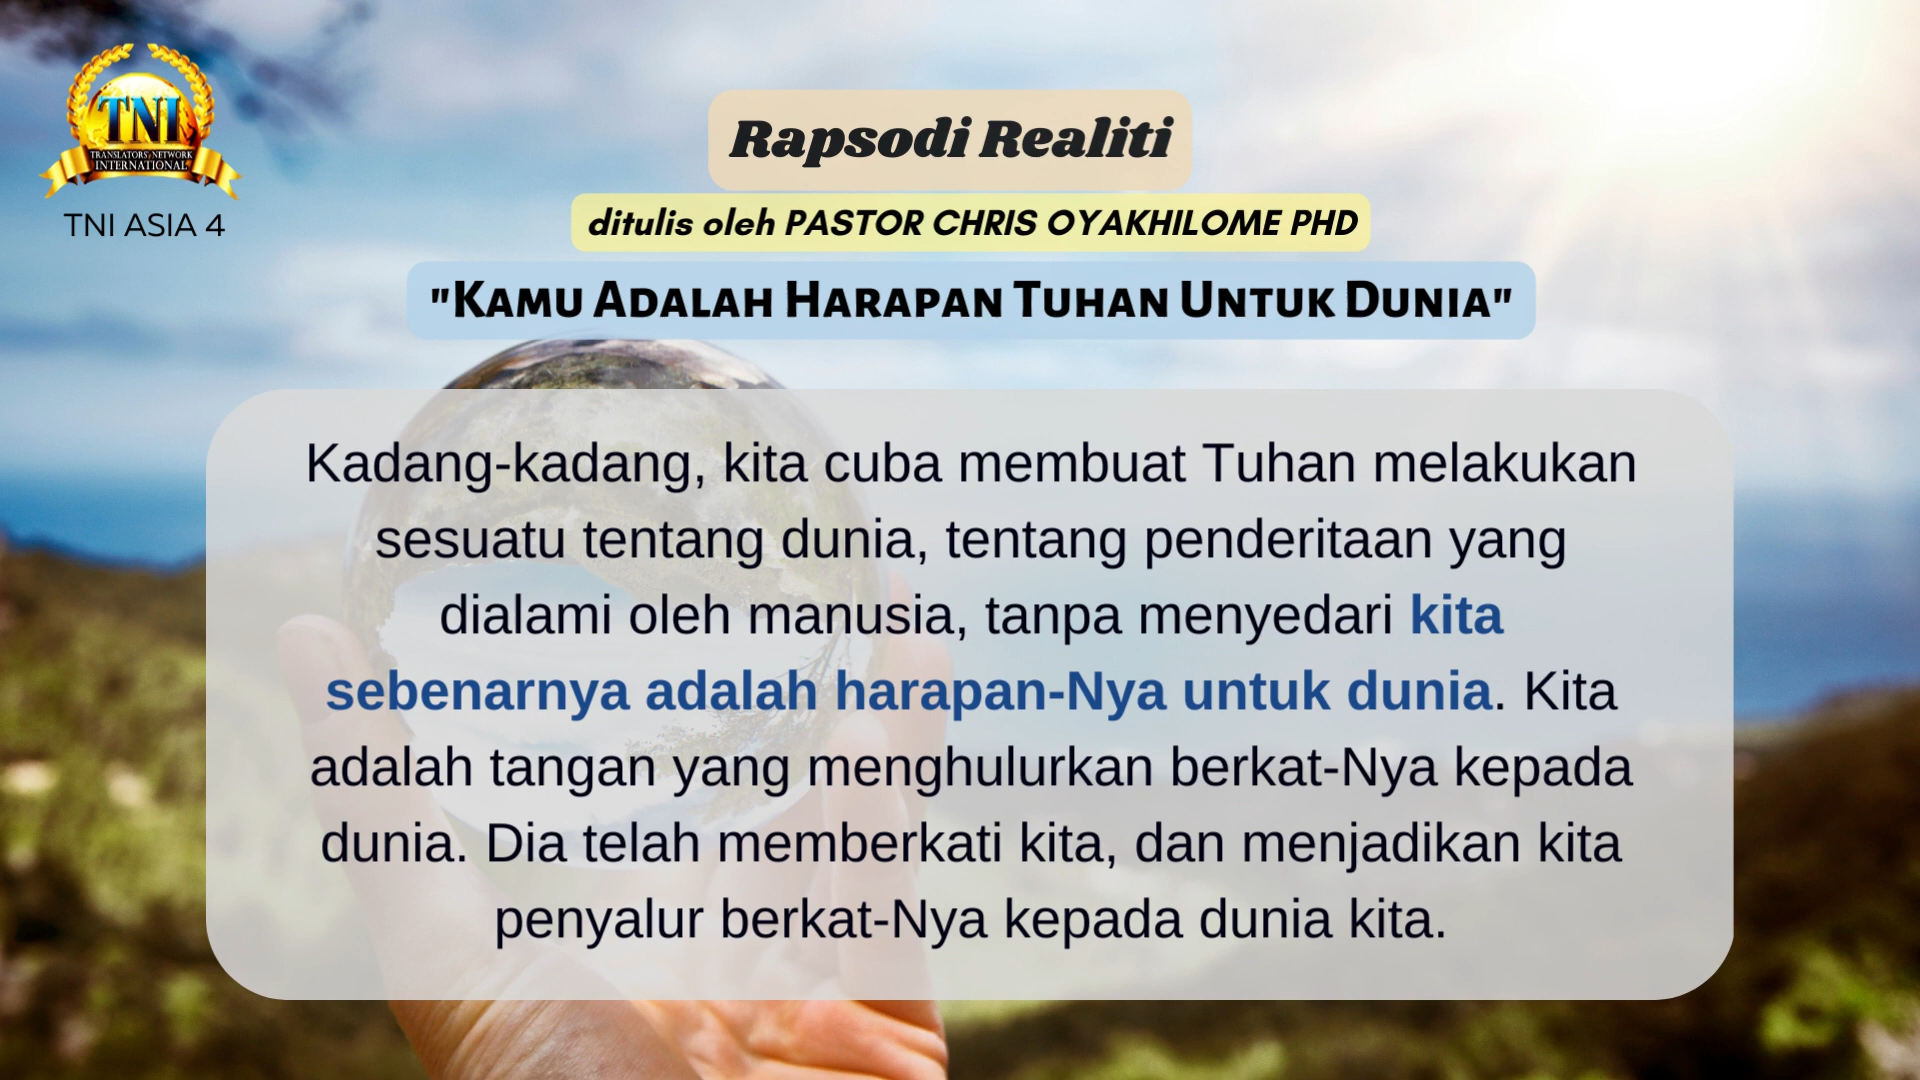 TNI
TRANSLATORS' NETWORK
INTERNATIONAL
TNI ASIA 4
Rapsodi Realiti
ditulis oleh PASTOR CHRIS OYAKHILOME PHD
"Kamu Adalah Harapan Tuhan Untuk Dunia"
Kadang-kadang, kita cuba membuat Tuhan melakukan
sesuatu tentang dunia, tentang penderitaan yang
dialami oleh manusia, tanpa menyedari kita
sebenarnya adalah harapan-Nya untuk dunia. Kita
adalah tangan yang menghulurkan berkat-Nya kepada
dunia. Dia telah memberkati kita, dan menjadikan kita
penyalur berkat-Nya kepada dunia kita.